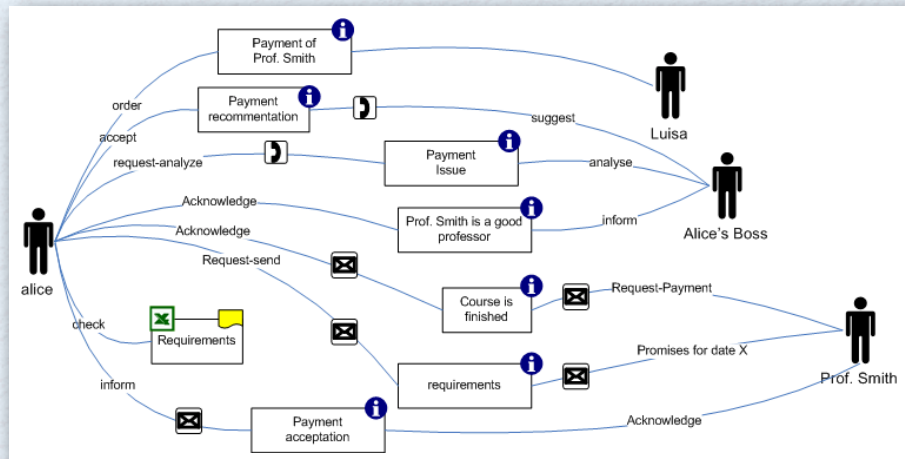 Payment of
Prof. Smith
order
Payment
recommentation
suggest
Luisa
accept
request-analyze
Payment
Issue
analyse
Acknowledge
Prof. Smith is a good
professor
inform
Alice's Boss
Acknowledge
Request-send
alice
Course is
finished
Request-Payment
check
Requirements
Promises for date X
Prof. Smith
inform
requirements
Payment
acceptation
Acknowledge